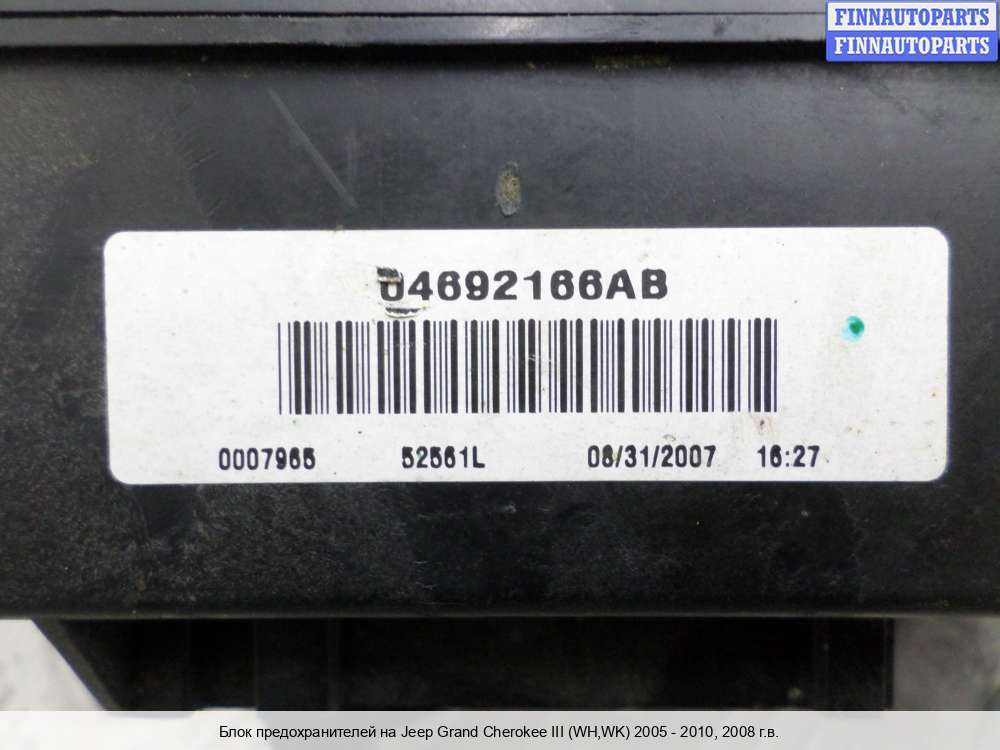 FINNAUTOPARTS
FINNAUTOPARTS
04692166AB
0007965 52561L 08/31/2007 16:27
Блок предохранителей на Jeep Grand Cherokee III (WH,WK) 2005 - 2010, 2008 г.в.